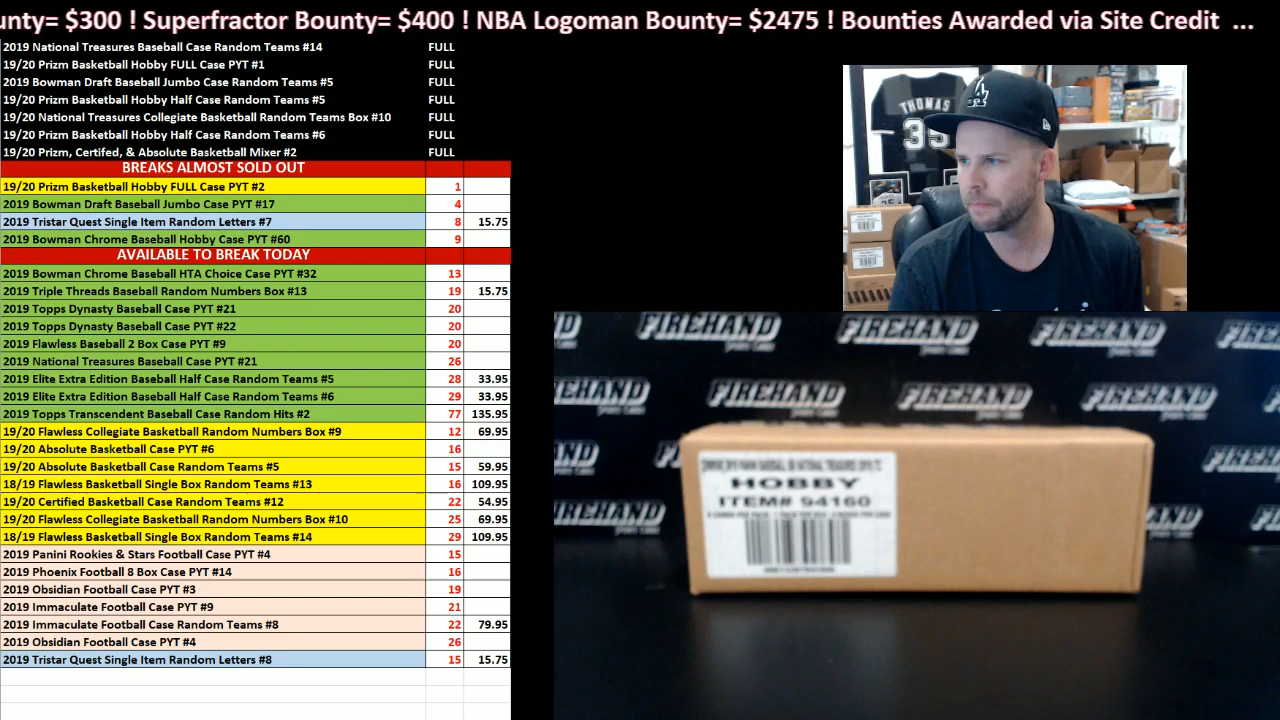 unty= $300 ! Superfractor Bounty= $400 ! NBA Logoman Bounty= $2475 ! Bounties Awarded via Site Credit ...
2019 National Treasures Baseball Case Random Teams #14 FULL
19/20 Prizm Basketball Hobby FULL Case PYT #1 FULL
2019 Bowman Draft Baseball Jumbo Case Random Teams #5 FULL
19/20 Prizm Basketball Hobby Half Case Random Teams #5 FULL
19/20 National Treasures Collegiate Basketball Random Teams Box #10 FULL
19/20 Prizm Basketball Hobby Half Case Random Teams #6 FULL
19/20 Prizm, Certifed, & Absolute Basketball Mixer #2 FULL
BREAKS ALMOST SOLD OUT
19/20 Prizm Basketball Hobby FULL Case PYT #2 1
2019 Bowman Draft Baseball Jumbo Case PYT #17 4
2019 Tristar Quest Single Item Random Letters #7 8 15.75
2019 Bowman Chrome Baseball Hobby Case PYT #60 9
AVAILABLE TO BREAK TODAY
2019 Bowman Chrome Baseball HTA Choice Case PYT #32 13
2019 Triple Threads Baseball Random Numbers Box #13 19 15.75
2019 Topps Dynasty Baseball Case PYT #21 20
2019 Topps Dynasty Baseball Case PYT #22 20
2019 Flawless Baseball 2 Box Case PYT #9 20
2019 National Treasures Baseball Case PYT #21 26
2019 Elite Extra Edition Baseball Half Case Random Teams #5 28 33.95
2019 Elite Extra Edition Baseball Half Case Random Teams #6 29 33.95
2019 Topps Transcendent Baseball Case Random Hits #2 77 135.95
19/20 Flawless Collegiate Basketball Random Numbers Box #9 12 69.95
19/20 Absolute Basketball Case PYT #6 16
19/20 Absolute Basketball Case Random Teams #5 15 59.95
18/19 Flawless Basketball Single Box Random Teams #13 16 109.95
19/20 Certified Basketball Case Random Teams #12 22 54.95
19/20 Flawless Collegiate Basketball Random Numbers Box #10 25 69.95
18/19 Flawless Basketball Single Box Random Teams #14 29 109.95
2019 Panini Rookies & Stars Football Case PYT #4 15
2019 Phoenix Football 8 Box Case PYT #14 16
2019 Obsidian Football Case PYT #3 19
2019 Immaculate Football Case PYT #9 21
2019 Immaculate Football Case Random Teams #8 22 79.95
2019 Obsidian Football Case PYT #4 26
2019 Tristar Quest Single Item Random Letters #8 15 15.75
THOMAS
35
LA
FIREHAND FIREHAND FIREHAND
FIREHAND FIREHAND FIREHAND FIREHAND
HOBBY
ITEM# 94160
FIREHAND
FIREHAND
FIREHAND